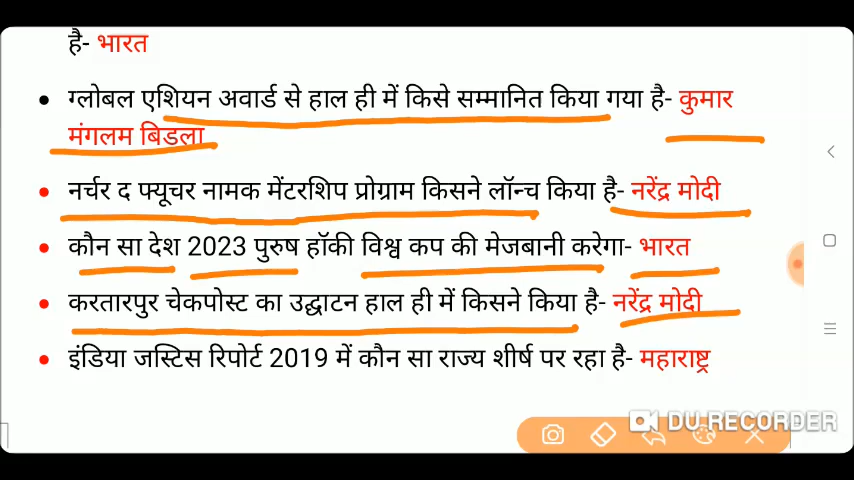 है- भारत
ग्लोबल एशियन अवार्ड से हाल ही में किसे सम्मानित किया गया है- कुमार
मंगलम बिडला
नर्चर द फ्यूचर नामक मेंटरशिप प्रोग्राम किसने लॉन्च किया है- नरेंद्र मोदी
कौन सा देश 2023 पुरुष हॉकी विश्व कप की मेजबानी करेगा- भारत
करतारपुर चेकपोस्ट का उद्घाटन हाल ही में किसने किया है- नरेंद्र मोदी
इंडिया जस्टिस रिपोर्ट 2019 में कौन सा राज्य शीर्ष पर रहा है- महाराष्ट्र
DU RECORDER